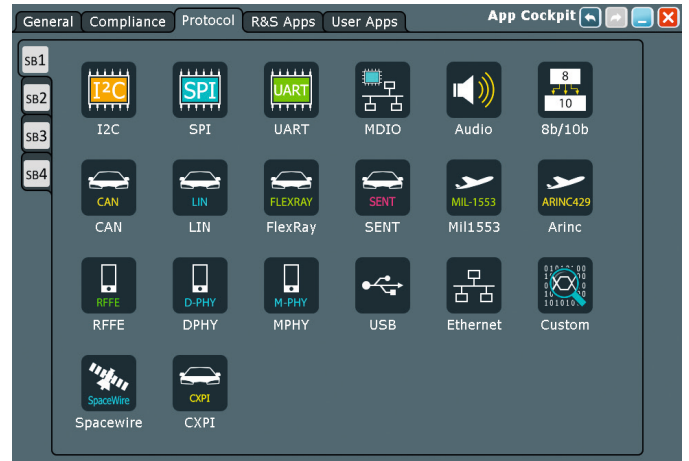 General Compliance Protocol R&S Apps User Apps App Cockpit
SB1
SB2
SB3
SB4
I²C SPI UART 8
10
I2C SPI UART MDIO Audio 8b/10b
CAN LIN FLEXRAY SENT MIL-1553 ARINC429
CAN LIN FlexRay SENT Mil1553 Arinc
RFFE D-PHY M-PHY
RFFE DPHY MPHY USB Ethernet Custom
SpaceWire CXPI
Spacewire CXPI